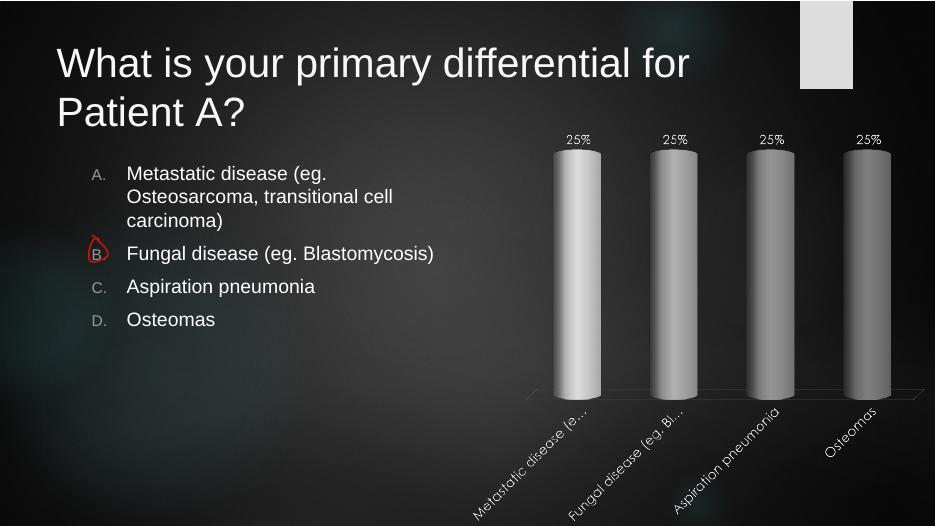 What is your primary differential for
Patient A?
A. Metastatic disease (eg.
Osteosarcoma, transitional cell
carcinoma)
B. Fungal disease (eg. Blastomycosis)
C. Aspiration pneumonia
D. Osteomas
25% 25% 25% 25%
Metastatic disease (e...
Fungal disease (eg. Bl...
Aspiration pneumonia
Osteomas